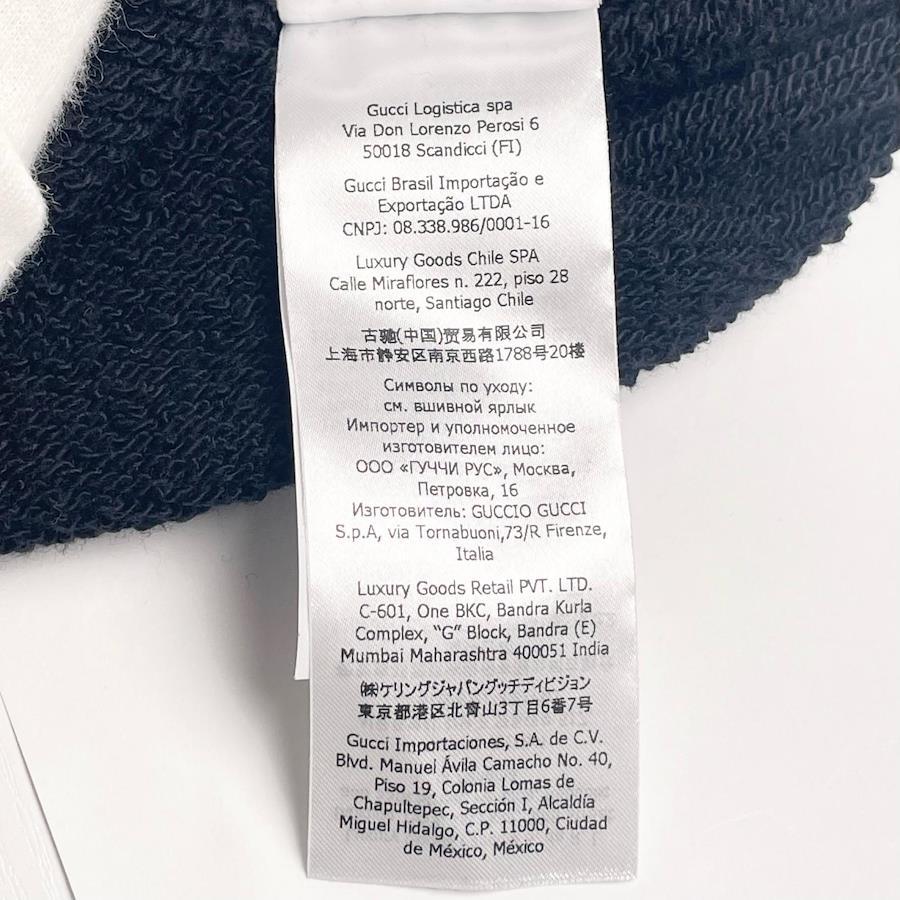 Gucci Logistica spa
Via Don Lorenzo Perosi 6
50018 Scandicci (FI)
Gucci Brasil Importação e
Exportação LTDA
CNPJ: 08.338.986/0001-16
Luxury Goods Chile SPA
Calle Miraflores n. 222, piso 28
norte, Santiago Chile
古驰(中国)贸易有限公司
上海市静安区南京西路1788号20楼
Символы по уходу:
см. вшивной ярлык
Импортер и уполномоченное
изготовителем лицо:
ООО «ГУЧЧИ РУС», Москва,
Петровка, 16
Изготовитель: GUCCIO GUCCI
S.p.A, via Tornabuoni,73/R Firenze,
Italia
Luxury Goods Retail PVT. LTD.
C-601, One BKC, Bandra Kurla
Complex, “G” Block, Bandra (E)
Mumbai Maharashtra 400051 India
㈱ケリングジャパングッチディビジョン
東京都港区北青山3丁目6番7号
Gucci Importaciones, S.A. de C.V.
Blvd. Manuel Ávila Camacho No. 40,
Piso 19, Colonia Lomas de
Chapultepec, Sección I, Alcaldía
Miguel Hidalgo, C.P. 11000, Ciudad
de México, México